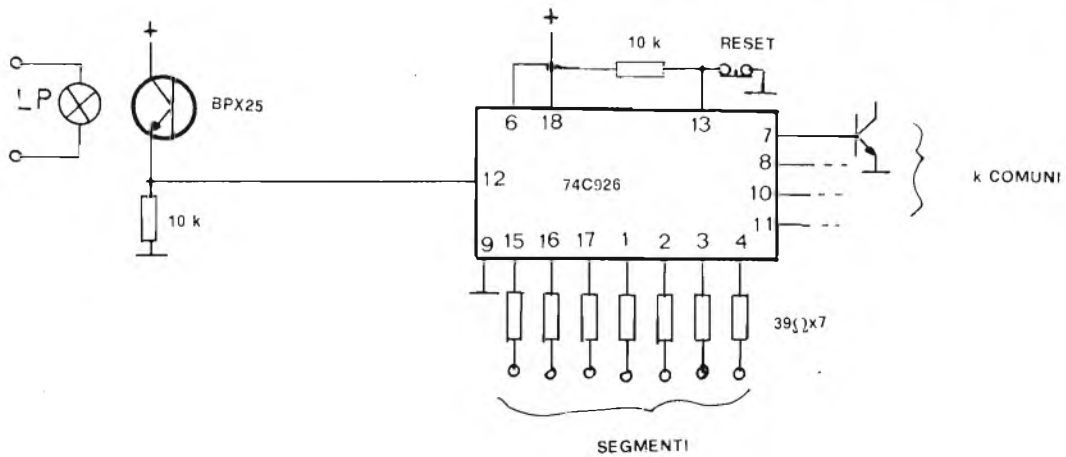 +
+
10 k
RESET
LP
BPX25
6 18 13
7
12
74C926
8
10
11
k COMUNI
10 k
9 15 16 17 1 2 3 4
39Ωx7
SEGMENTI